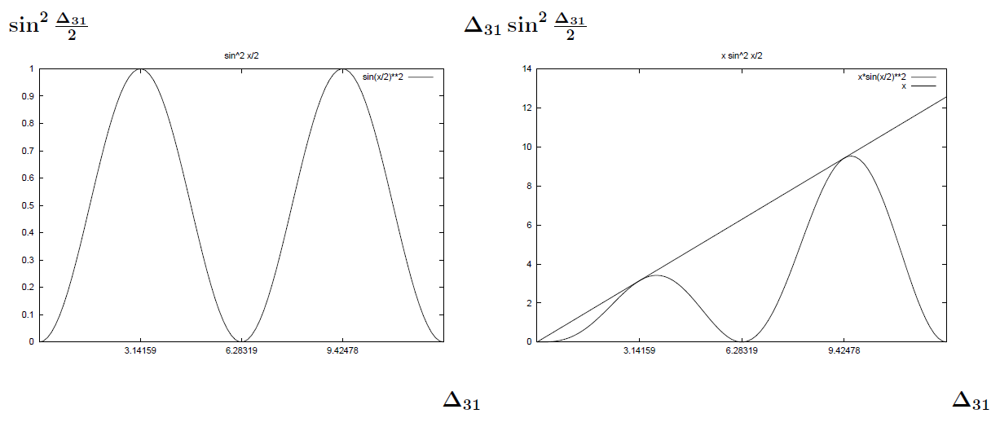 sin² Δ₃₁/2
sin^2 x/2
sin(x/2)**2
1
0.9
0.8
0.7
0.6
0.5
0.4
0.3
0.2
0.1
0
3.14159 6.28319 9.42478
Δ₃₁
Δ₃₁ sin² Δ₃₁/2
x sin^2 x/2
x*sin(x/2)**2
x
14
12
10
8
6
4
2
0
3.14159 6.28319 9.42478
Δ₃₁